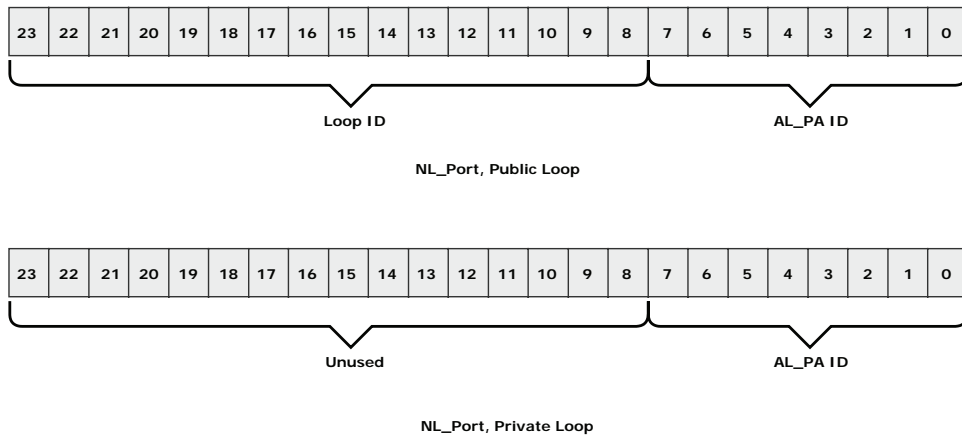 23 22 21 20 19 18 17 16 15 14 13 12 11 10 9 8 7 6 5 4 3 2 1 0
Loop ID AL_PA ID
NL_Port, Public Loop
23 22 21 20 19 18 17 16 15 14 13 12 11 10 9 8 7 6 5 4 3 2 1 0
Unused AL_PA ID
NL_Port, Private Loop